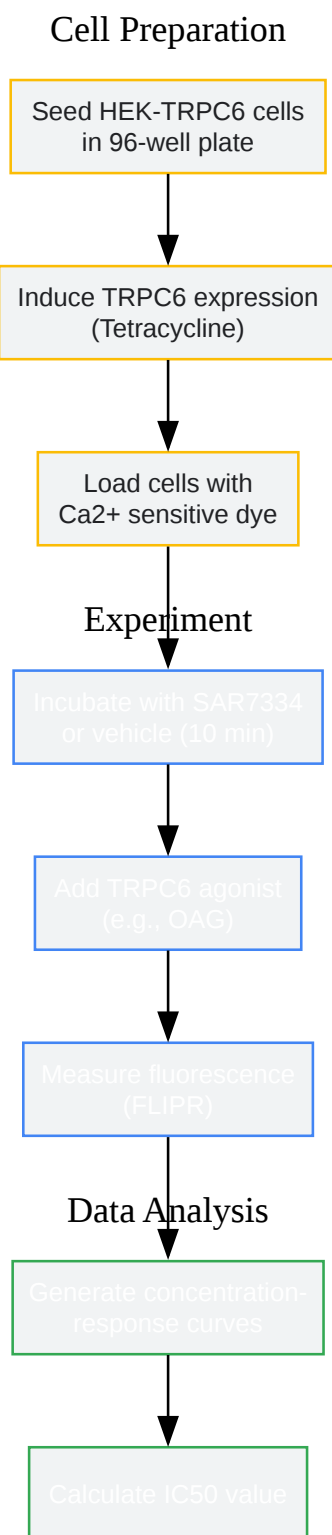 Cell Preparation
Seed HEK-TRPC6 cells
in 96-well plate
Induce TRPC6 expression
(Tetracycline)
Load cells with
Ca2+ sensitive dye
Experiment
Incubate with SAR7334
or vehicle (10 min)
Add TRPC6 agonist
(e.g., OAG)
Measure fluorescence
(FLIPR)
Data Analysis
Generate concentration-
response curves
Calculate IC50 value